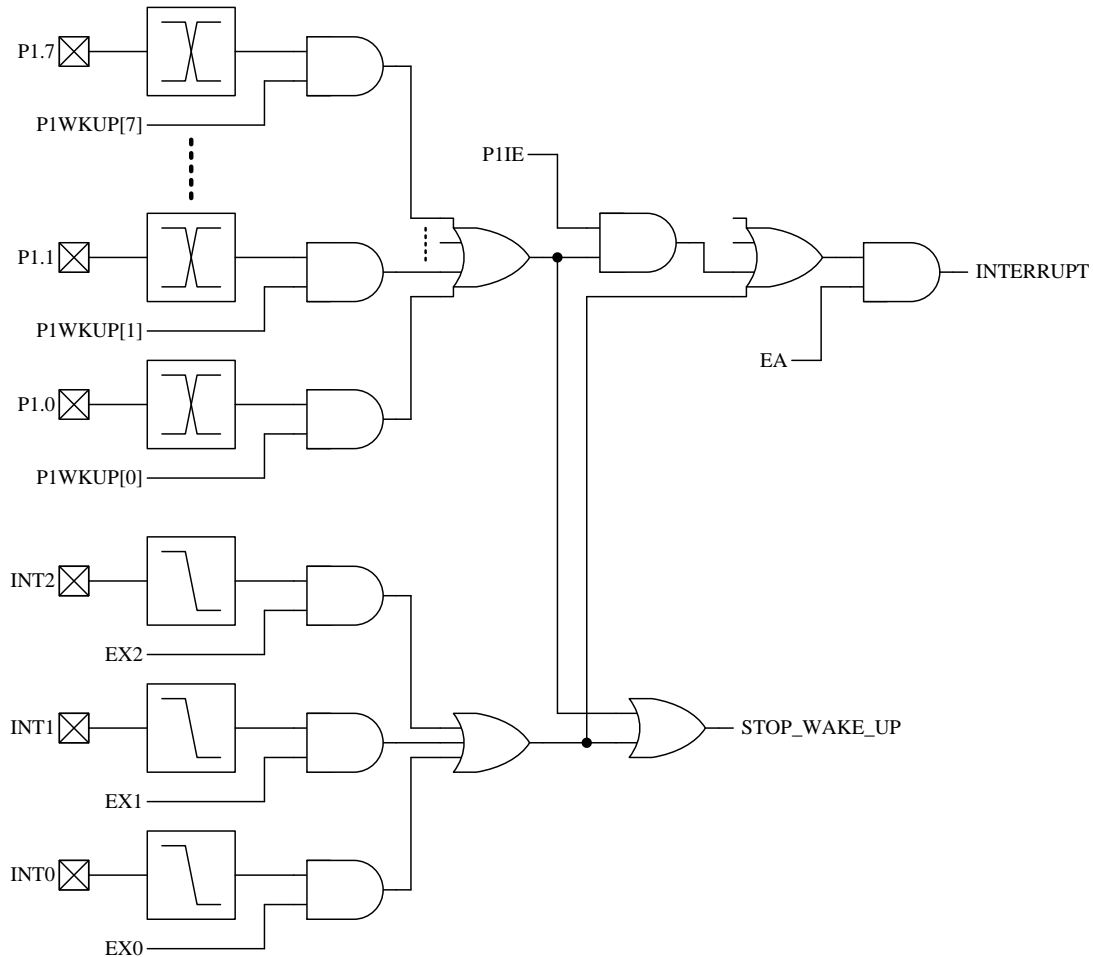 P1.7
P1WKUP[7]
P1IE
P1.1
INTERRUPT
P1WKUP[1]
EA
P1.0
P1WKUP[0]
INT2
EX2
INT1
STOP_WAKE_UP
EX1
INT0
EX0